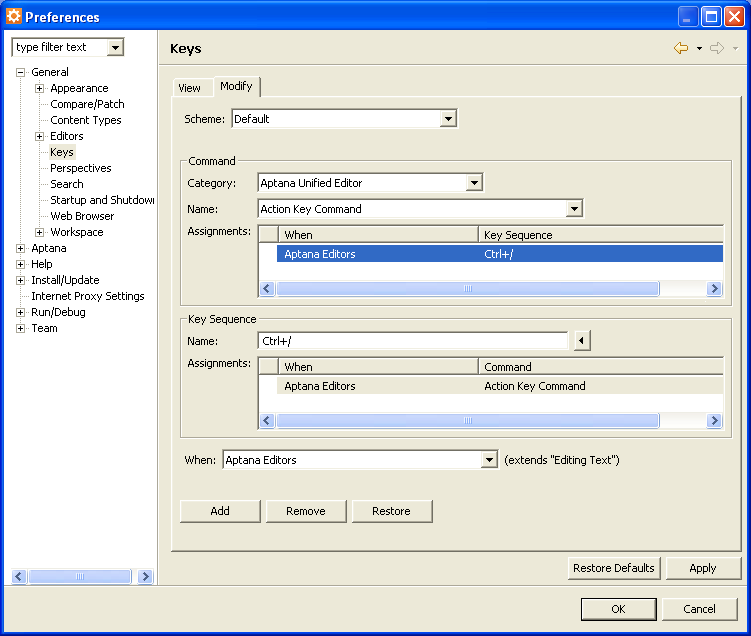 Preferences
type filter text
General
Appearance
Compare/Patch
Content Types
Editors
Keys
Perspectives
Search
Startup and Shutdown
Web Browser
Workspace
Aptana
Help
Install/Update
Internet Proxy Settings
Run/Debug
Team
Keys
View Modify
Scheme: Default
Command
Category: Aptana Unified Editor
Name: Action Key Command
Assignments: When Key Sequence
Aptana Editors Ctrl+/
Key Sequence
Name: Ctrl+/
Assignments: When Command
Aptana Editors Action Key Command
When: Aptana Editors (extends "Editing Text")
Add Remove Restore
Restore Defaults Apply
OK Cancel